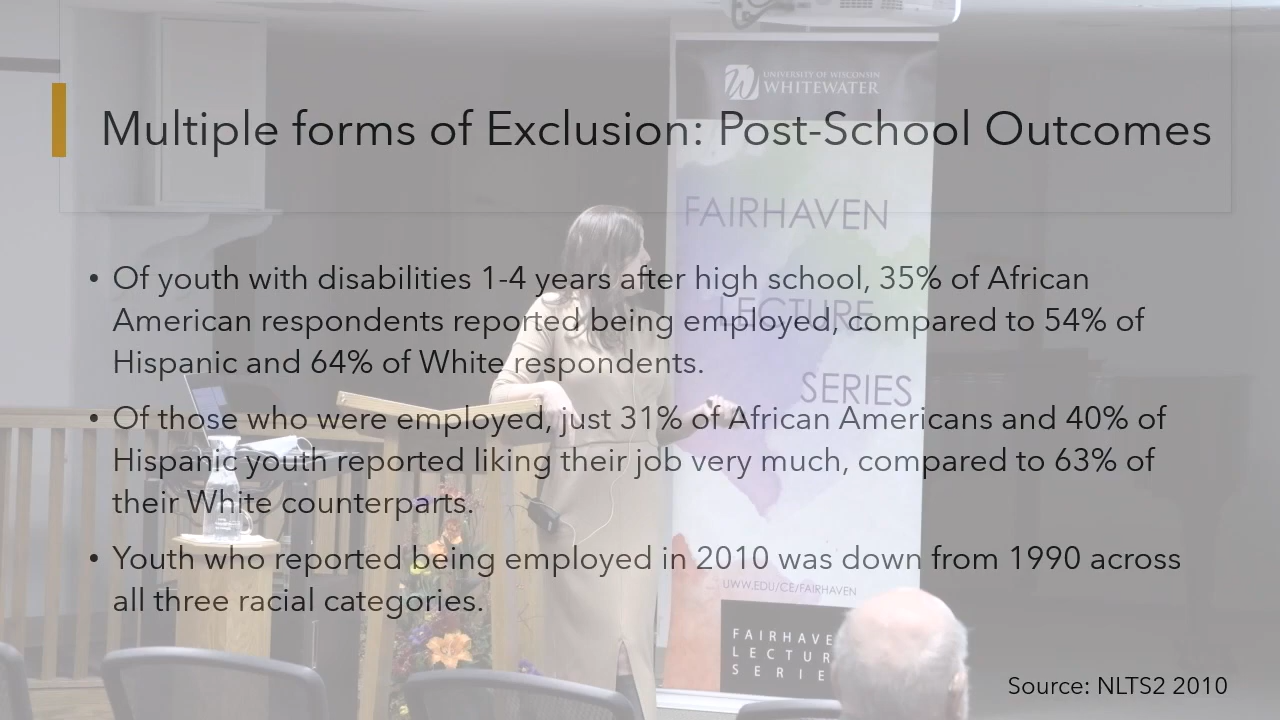 UNIVERSITY OF WISCONSIN
WHITEWATER
Multiple forms of Exclusion: Post-School Outcomes
FAIRHAVEN
LECTURE
SERIES
• Of youth with disabilities 1-4 years after high school, 35% of African
American respondents reported being employed, compared to 54% of
Hispanic and 64% of White respondents.
• Of those who were employed, just 31% of African Americans and 40% of
Hispanic youth reported liking their job very much, compared to 63% of
their White counterparts.
• Youth who reported being employed in 2010 was down from 1990 across
all three racial categories.
UWW.EDU/CE/FAIRHAVEN
FAIRHAVE
LECTUR
SERIE
Source: NLTS2 2010